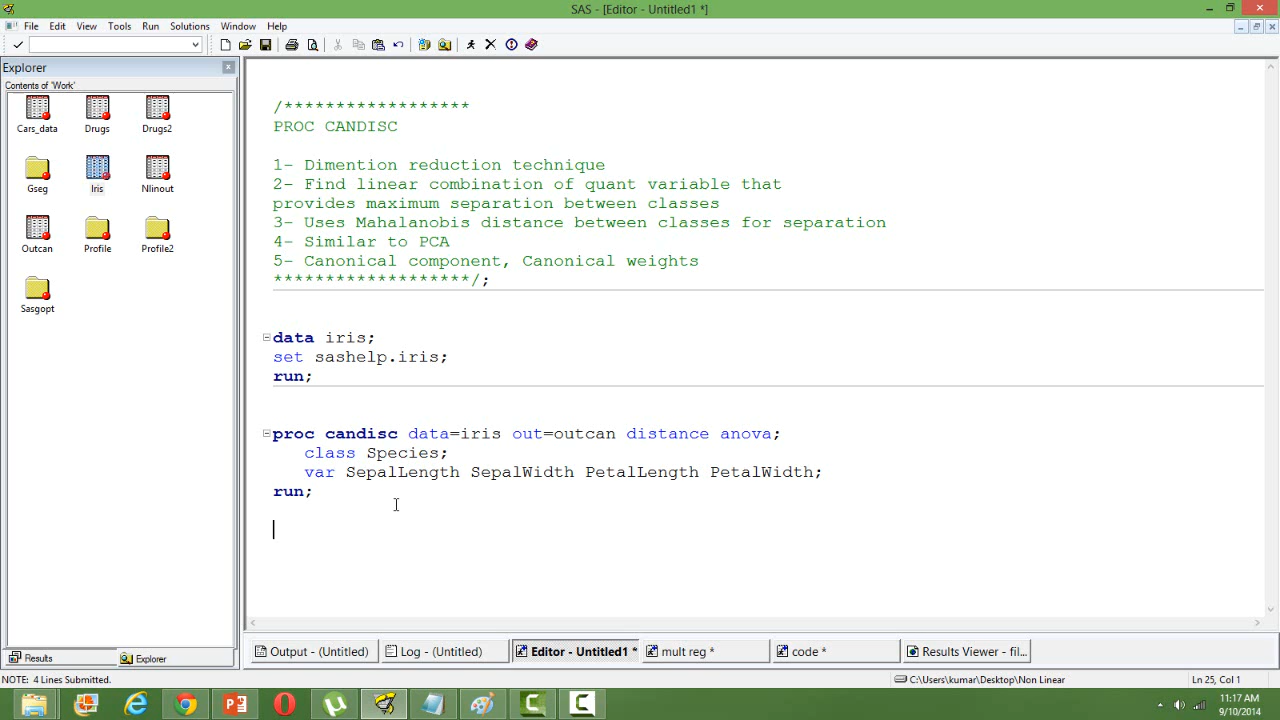 SAS - [Editor - Untitled1 *]
File Edit View Tools Run Solutions Window Help
Explorer
Contents of 'Work'
Cars_data Drugs Drugs2
Gseg Iris Nlinout
Outcan Profile Profile2
Sasgopt
/******************
PROC CANDISC
1- Dimention reduction technique
2- Find linear combination of quant variable that
provides maximum separation between classes
3- Uses Mahalanobis distance between classes for separation
4- Similar to PCA
5- Canonical component, Canonical weights
*******************/;
data iris;
set sashelp.iris;
run;
proc candisc data=iris out=outcan distance anova;
class Species;
var SepalLength SepalWidth PetalLength PetalWidth;
run;
Results Explorer
Output - (Untitled) Log - (Untitled) Editor - Untitled1 * mult reg * code * Results Viewer - fil...
NOTE: 4 Lines Submitted. C:\Users\kumar\Desktop\Non Linear Ln 25, Col 1
11:17 AM
9/10/2014